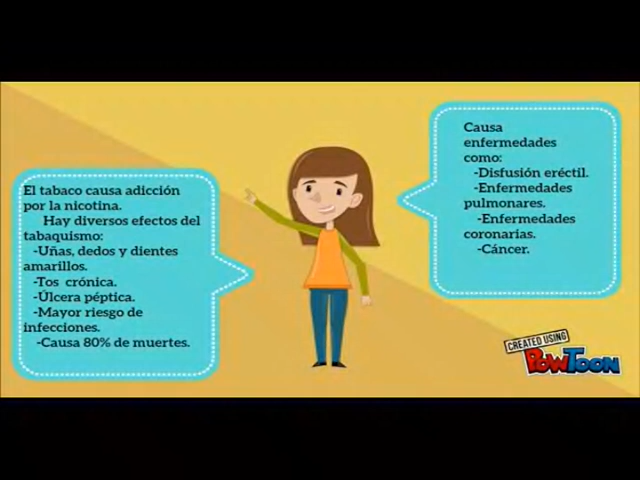 El tabaco causa adicción
por la nicotina.
Hay diversos efectos del
tabaquismo:
-Uñas, dedos y dientes
amarillos.
-Tos crónica.
-Úlcera péptica.
-Mayor riesgo de
infecciones.
-Causa 80% de muertes.
Causa
enfermedades
como:
-Disfusión eréctil.
-Enfermedades
pulmonares.
-Enfermedades
coronarias.
-Cáncer.
CREATED USING
POWTOON